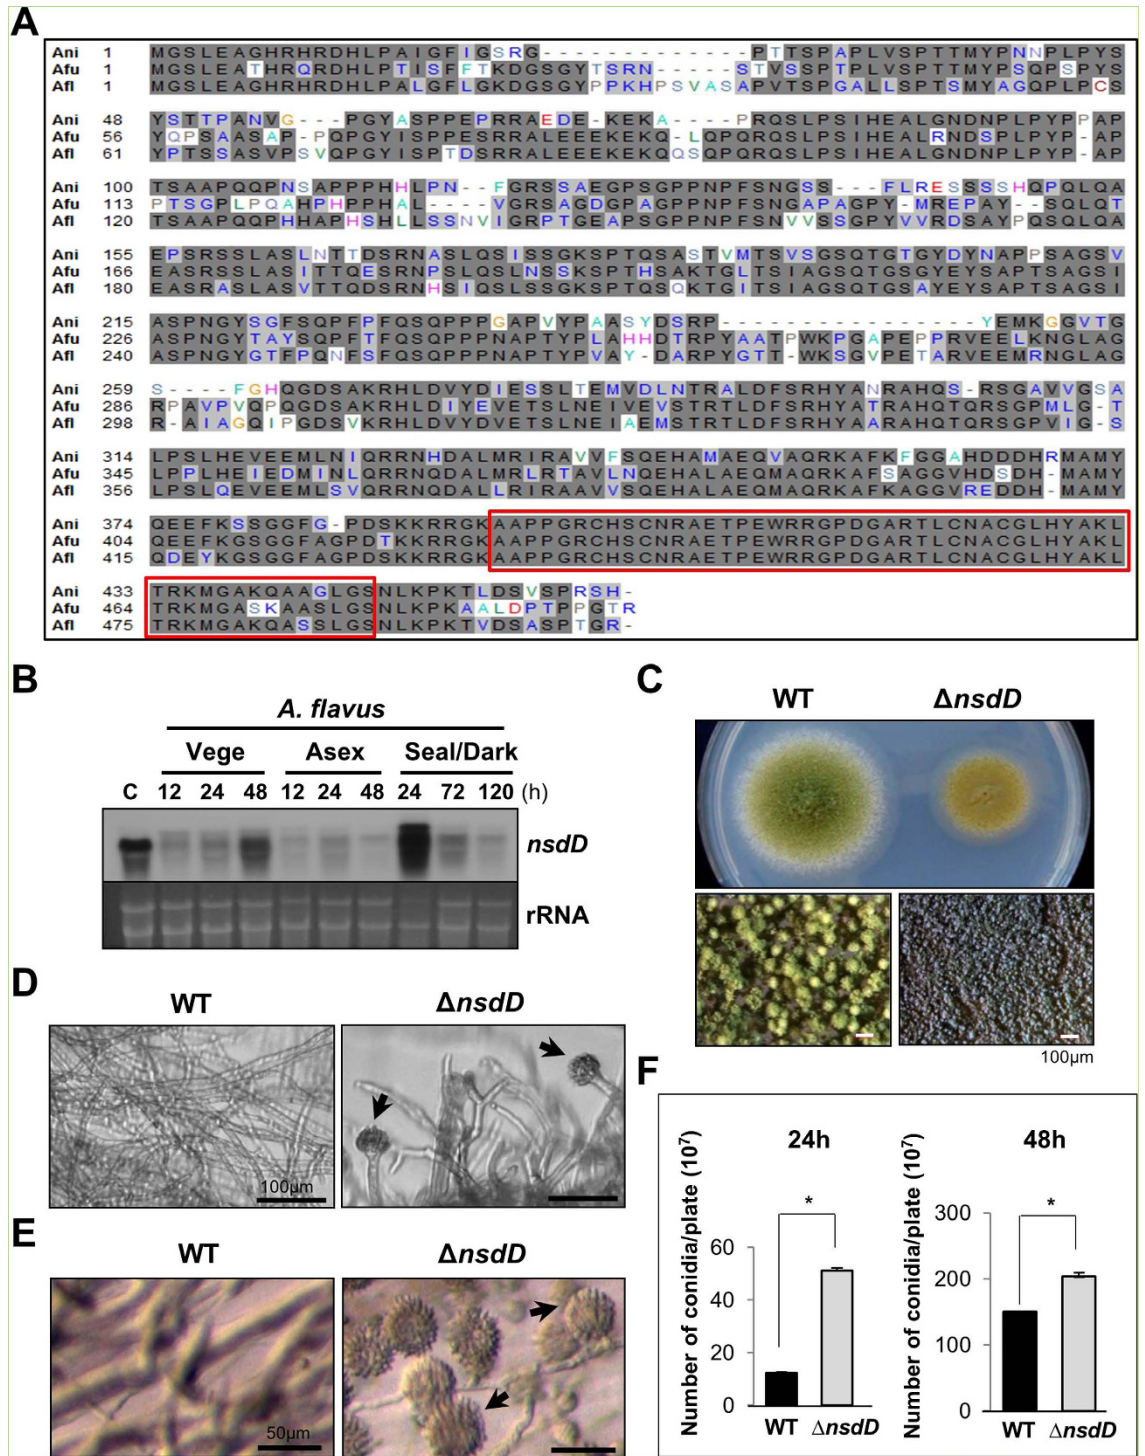 A
Ani 1 MGSLEAGHRHRDHLPAIGFIGSRG-------------PTTSPAPLVSPTTMYPNNPLPYS
Afu 1 MGSLEATHRQRDHLPTISFFTKDGSGYTSRN-----STVSSPTPLVSPTTMYPSQPSPYS
Afl 1 MGSLEAGHRHRDHLPALGFLGKDGSGYPPKHPSVASAPVTSPGALLSPTSMYAGQPLPCS
Ani 48 YSTTPANVG---PGYASPPEPRRAEDE-KEKA----PRQSLPSIHEALGNDNPLPYPPAP
Afu 56 YQPSAASAP-PQPGYISPPEPRRALEEEKEKQ-LQPQRQSLPSIHEALRNDSPLPYP-AP
Afl 61 YPTSSASVPSVQPGYISPTDSRRALEEEKEKQQSQPQRQSLPSIHEALGNDNPLPYP-AP
Ani 100 TSAAPQQPNSAPPPHHLPN--FGRSSAEGPSGPPNPFSNGSS---FLRESSSSHQPQLQA
Afu 113 PTSGPLPQAHPHPPHAL----VGRSAGDGPAGPPNPFSNGAPAGPY-MREPAY--SQLQT
Afl 120 TSAAPQQPHHAPHSHLLSSNVIGRPTGEAPSGPPNPFSNVVSSGPYVVRDSAYPQSQLQA
Ani 155 EPSRSSLASLNTTDSRNASLQSISSGKSPTQSASTVMTSVSGSQTGTGYDYNAPPSAGSV
Afu 166 EASRSSLASITTQESRNPSLQSLNSSKSPTHSAKTGLTSIAGSQTGSGYEYSAPTSAGSI
Afl 180 EASRASLASVTTQDSRNHSIQSLSSGKSPTQSQKTGITSIAGSQTGSAYEYSAPTSAGSI
Ani 215 ASPNGYSGFSQPFPFQSQPPPGAPVYPAASYDSRP----------------YEMKGGVTG
Afu 226 ASPNGYTAYSQPFTFQSQPPPNAPTYPLAHHDTRPYAATPWKPGAPEPPRVEELKNGLAG
Afl 240 ASPNGYGTFPQNFSFQSQPPPNAPTYPVAY-DARPYGTT-WKSGVPETARVEEMRNGLAG
Ani 259 S----FGHQGDSAKRHLDVYDIESSLTEMVDLNTRALDFSRHYANRAHQS-RSGAVVGSA
Afu 286 RPAVPVQPQGDSAKRHLDIYEVETSLNEIVEVSTRTLDFSRHYATRAHQTQRSGPMLG-T
Afl 298 R-AIAGQIPGDSVKRHLDVYDVETSLNEIAEMSTRTLDFSRHYAARAHQTQRSGPVIG-S
Ani 314 LPSLHEVEEMLNIQRRNHDALMRIRAVVFSQEHAMAEQVAQRKAFKFGGAHDDDHRMAMY
Afu 345 LPPLHEIEDMINLQRRNQDALMRLRTAVLNQEHALAEQMAQRKAFSAGGVHDSDH-MAMY
Afl 356 LPSLQEVEEMLSVQRRNQDALLRIRAAVVSQEHALAEQMAQRKAFKAGGVREDDH-MAMY
Ani 374 QEEFKSSGGFG-PDSKKRRGKAAPPGRCHSCNRAETPEWRRGPDGARTLCNACGLHYAKL
Afu 404 QEEFKGSGGFAGPDTKKRRGKAAPPGRCHSCNRAETPEWRRGPDGARTLCNACGLHYAKL
Afl 415 QDEYKGSGGFAGPDSKKRRGKAAPPGRCHSCNRAETPEWRRGPDGARTLCNACGLHYAKL
Ani 433 TRKMGAKQAAGLGSNLKPKTLDSVSPRSH-
Afu 464 TRKMGASKAASLGSNLKPKAALDPTPPGTR
Afl 475 TRKMGAKQASSLGSNLKPKTVDSASPTGR-
B
A. flavus
Vege Asex Seal/Dark
C 12 24 48 12 24 48 24 72 120 (h)
nsdD
rRNA
C
WT ΔnsdD
100μm
D
WT ΔnsdD
100μm
E
WT ΔnsdD
50μm
F
24h
Number of conidia/plate (10⁷)
60
40
20
0
*
WT ΔnsdD
48h
Number of conidia/plate (10⁷)
300
200
100
0
*
WT ΔnsdD